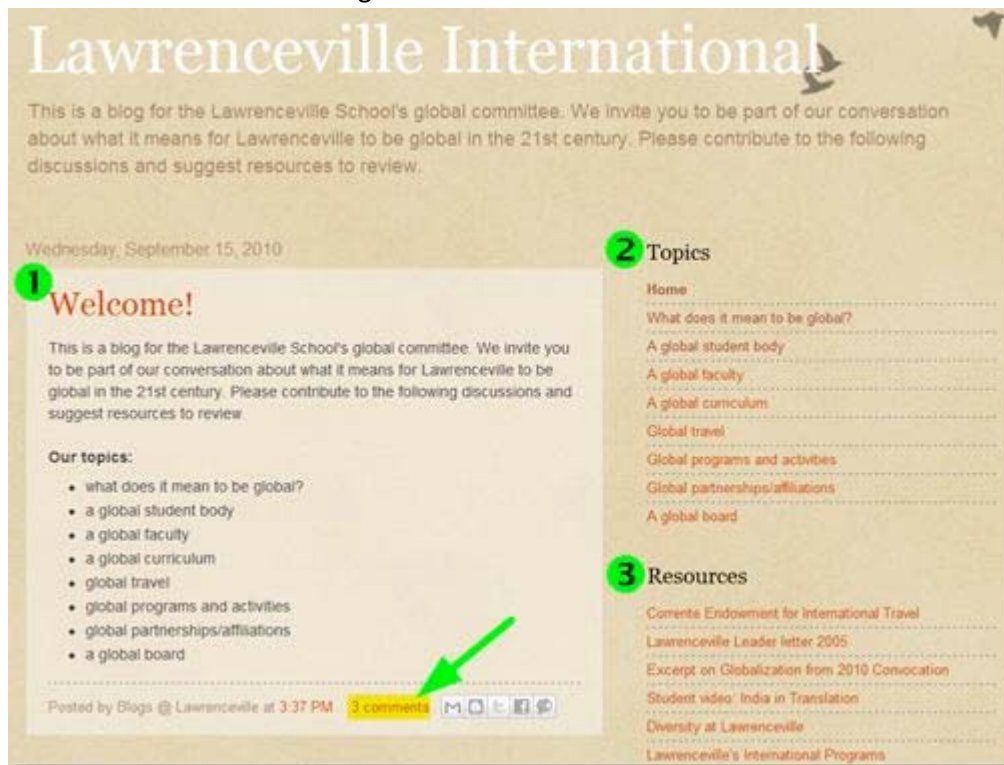 Lawrenceville International
This is a blog for the Lawrenceville School's global committee. We invite you to be part of our conversation
about what it means for Lawrenceville to be global in the 21st century. Please contribute to the following
discussions and suggest resources to review.
Wednesday, September 15, 2010
1
Welcome!
This is a blog for the Lawrenceville School's global committee. We invite you
to be part of our conversation about what it means for Lawrenceville to be
global in the 21st century. Please contribute to the following discussions and
suggest resources to review.
Our topics:
• what does it mean to be global?
• a global student body
• a global faculty
• a global curriculum
• global travel
• global programs and activities
• global partnerships/affiliations
• a global board
Posted by Blogs @ Lawrenceville at 3:37 PM 3 comments
2 Topics
Home
What does it mean to be global?
A global student body
A global faculty
A global curriculum
Global travel
Global programs and activities
Global partnerships/affiliations
A global board
3 Resources
Corrente Endowment for International Travel
Lawrenceville Leader letter 2005
Excerpt on Globalization from 2010 Convocation
Student video: India in Translation
Diversity at Lawrenceville
Lawrenceville's International Programs